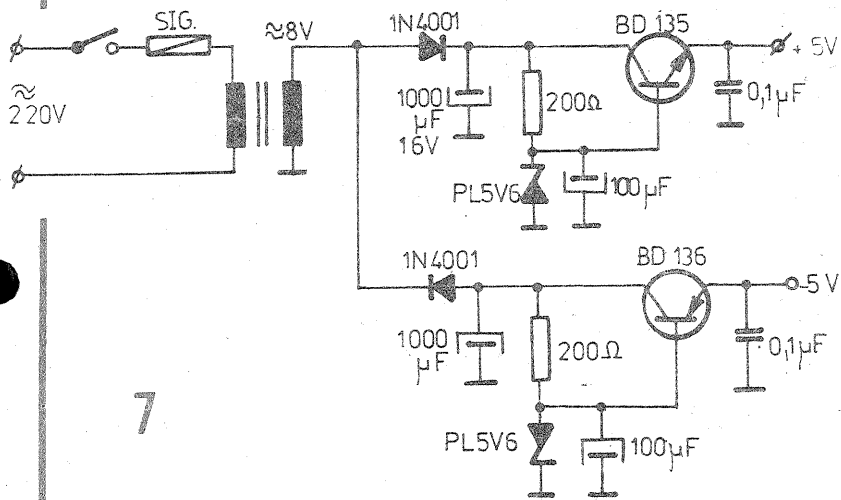 SIG.
≈
220V
≈8V
1N4001
1000
μF
16V
200Ω
PL5V6
100μF
BD 135
+ 5V
0,1μF
1N4001
1000
μF
200Ω
PL5V6
100μF
BD 136
-5V
0,1μF
7